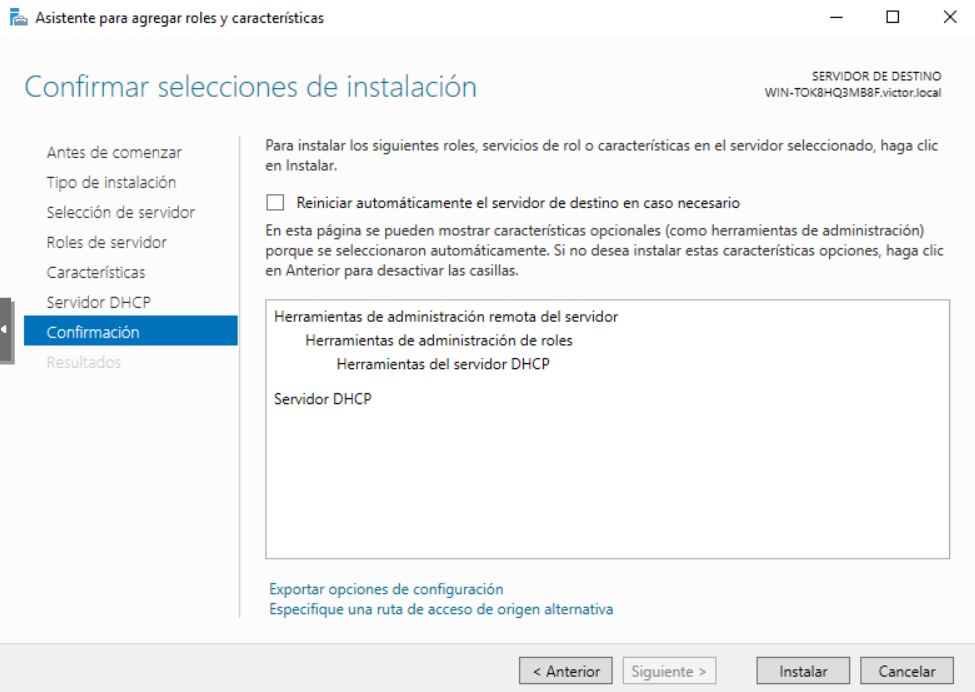 Asistente para agregar roles y características
Confirmar selecciones de instalación
SERVIDOR DE DESTINO
WIN-TOK8HQ3MB8F.victor.local
Antes de comenzar
Tipo de instalación
Selección de servidor
Roles de servidor
Características
Servidor DHCP
Confirmación
Resultados
Para instalar los siguientes roles, servicios de rol o características en el servidor seleccionado, haga clic
en Instalar.
Reiniciar automáticamente el servidor de destino en caso necesario
En esta página se pueden mostrar características opcionales (como herramientas de administración)
porque se seleccionaron automáticamente. Si no desea instalar estas características opciones, haga clic
en Anterior para desactivar las casillas.
Herramientas de administración remota del servidor
Herramientas de administración de roles
Herramientas del servidor DHCP
Servidor DHCP
Exportar opciones de configuración
Especifique una ruta de acceso de origen alternativa
< Anterior
Siguiente >
Instalar
Cancelar